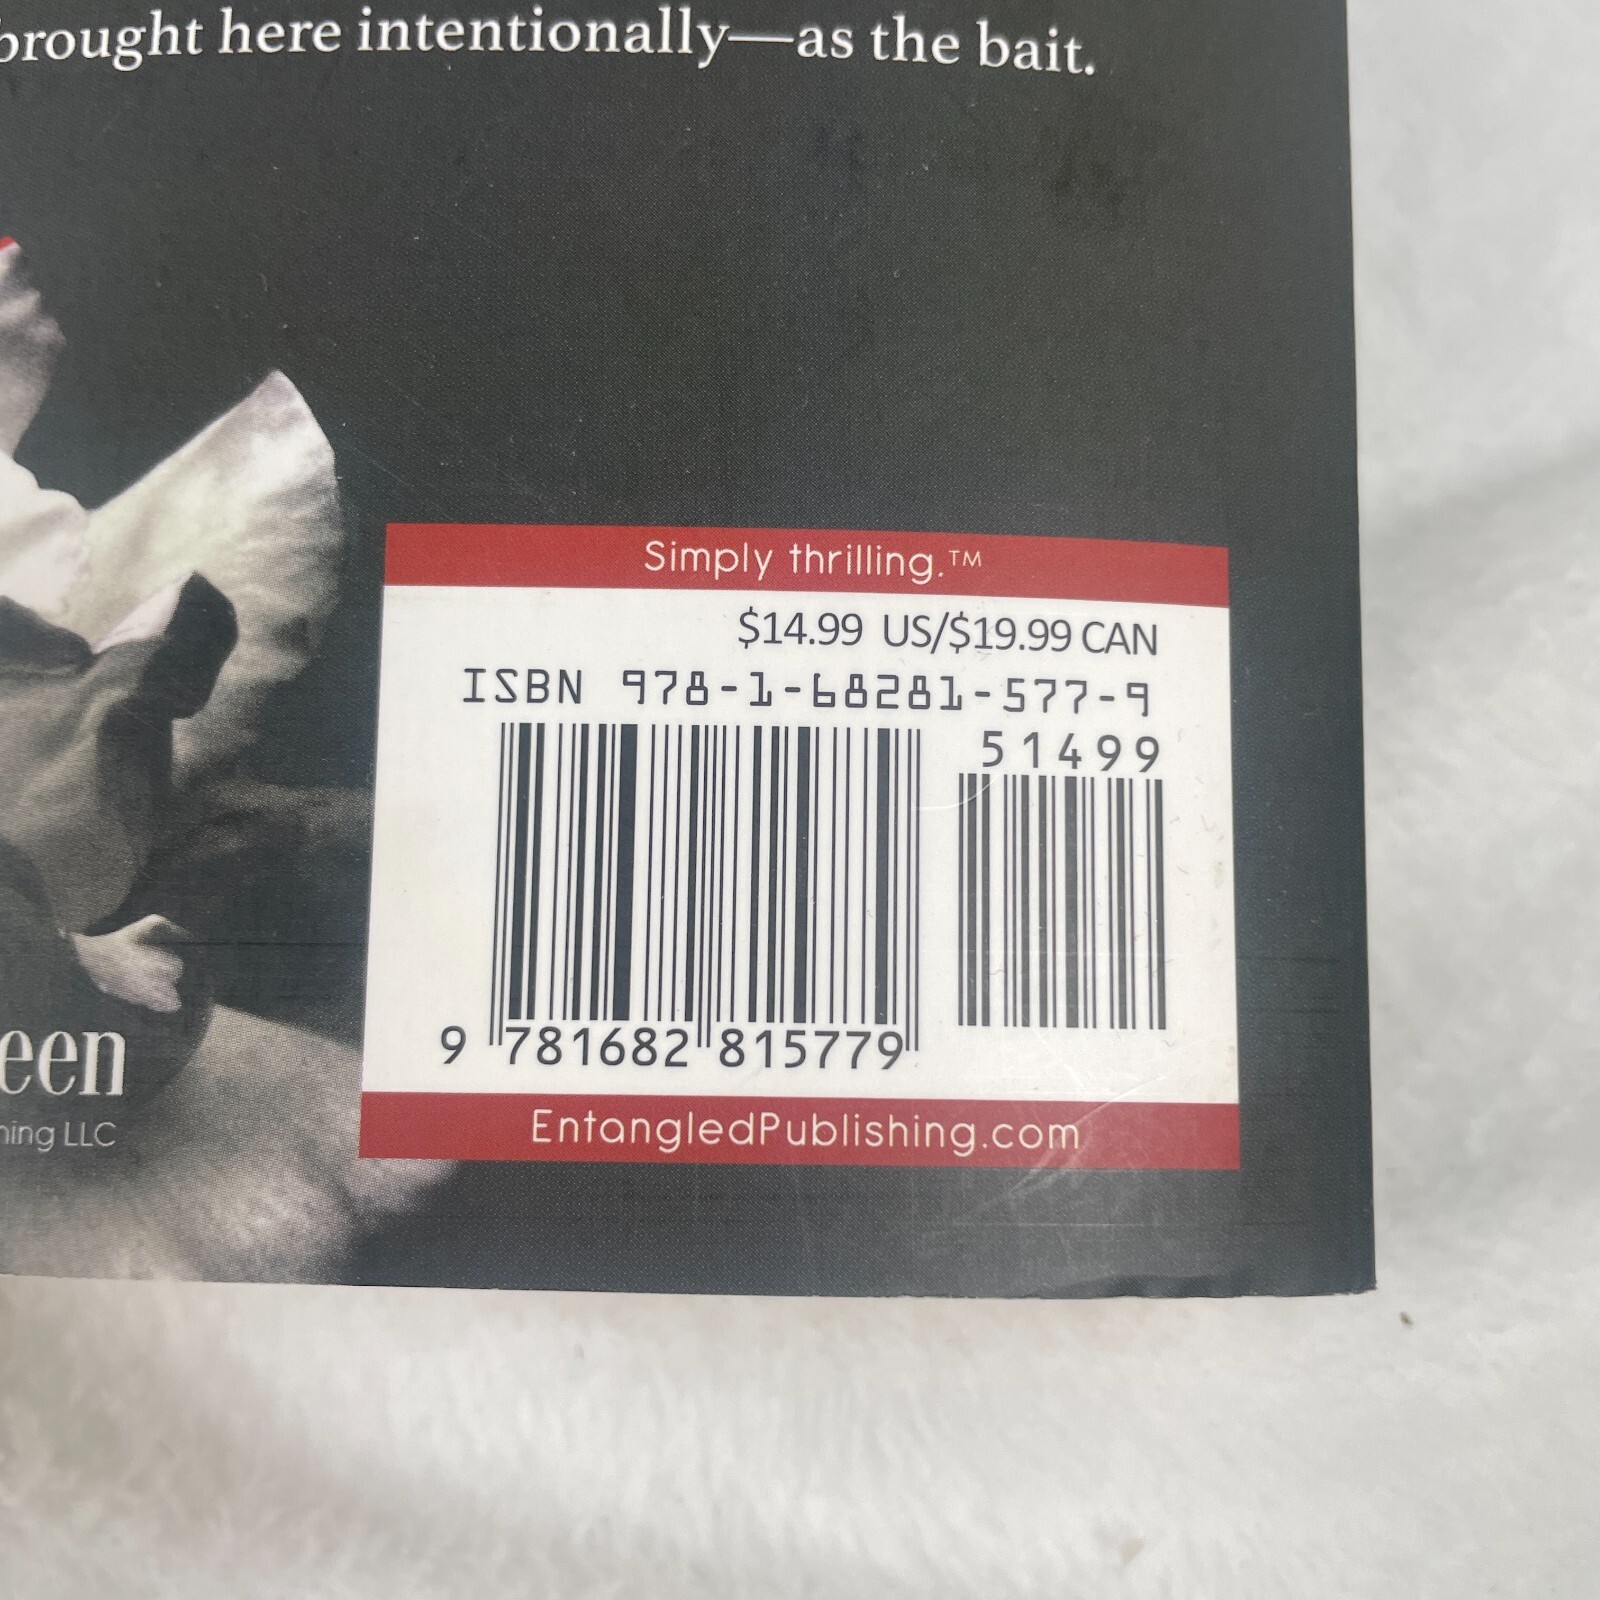 brought here intentionally—as the bait.
Simply thrilling.™
$14.99 US/$19.99 CAN
ISBN 978-1-68281-577-9
51499
9 781682 815779
een
hing LLC
EntangledPublishing.com